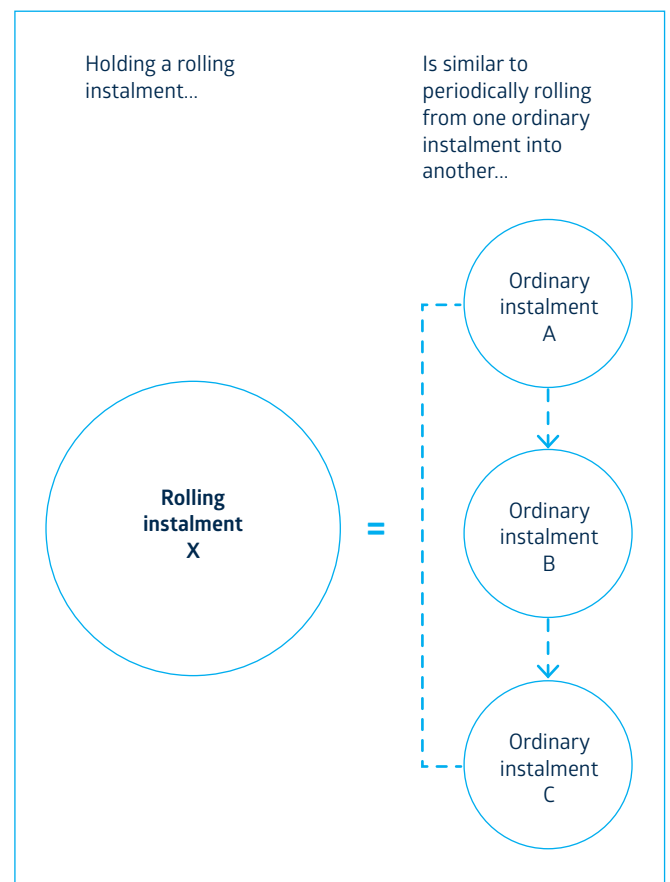 Holding a rolling
instalment...
Is similar to
periodically rolling
from one ordinary
instalment into
another...
Rolling
instalment
X
=
Ordinary
instalment
A
Ordinary
instalment
B
Ordinary
instalment
C